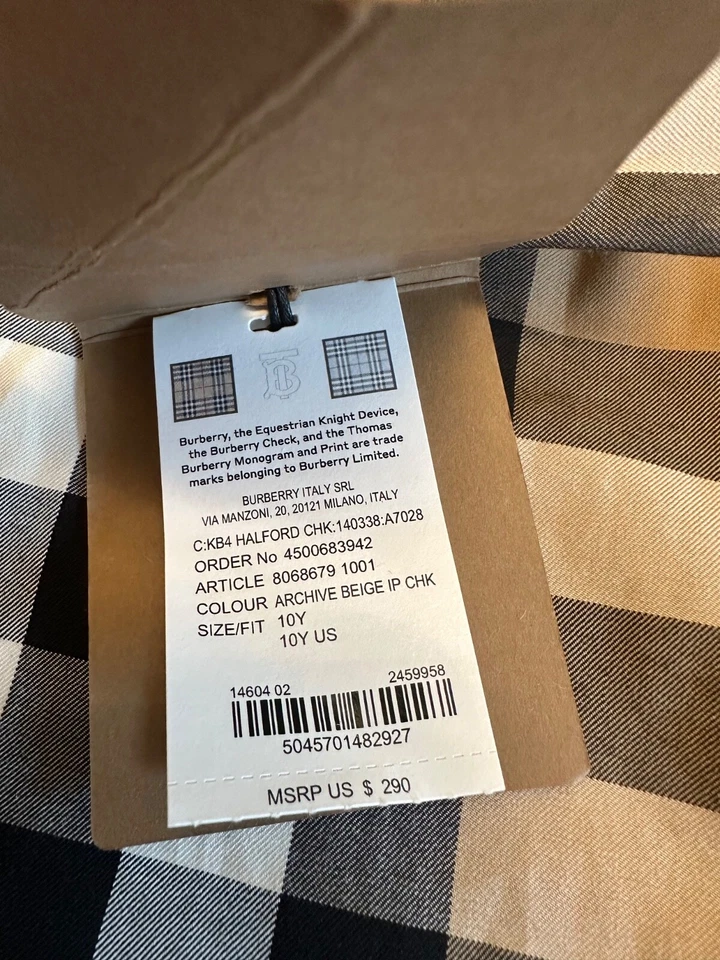 Burberry, the Equestrian Knight Device,
the Burberry Check, and the Thomas
Burberry Monogram and Print are trade
marks belonging to Burberry Limited.
BURBERRY ITALY SRL
VIA MANZONI, 20, 20121 MILANO, ITALY
C:KB4 HALFORD CHK:140338:A7028
ORDER No 4500683942
ARTICLE 8068679 1001
COLOUR ARCHIVE BEIGE IP CHK
SIZE/FIT 10Y
10Y US
14604 02 2459958
5045701482927
MSRP US $ 290